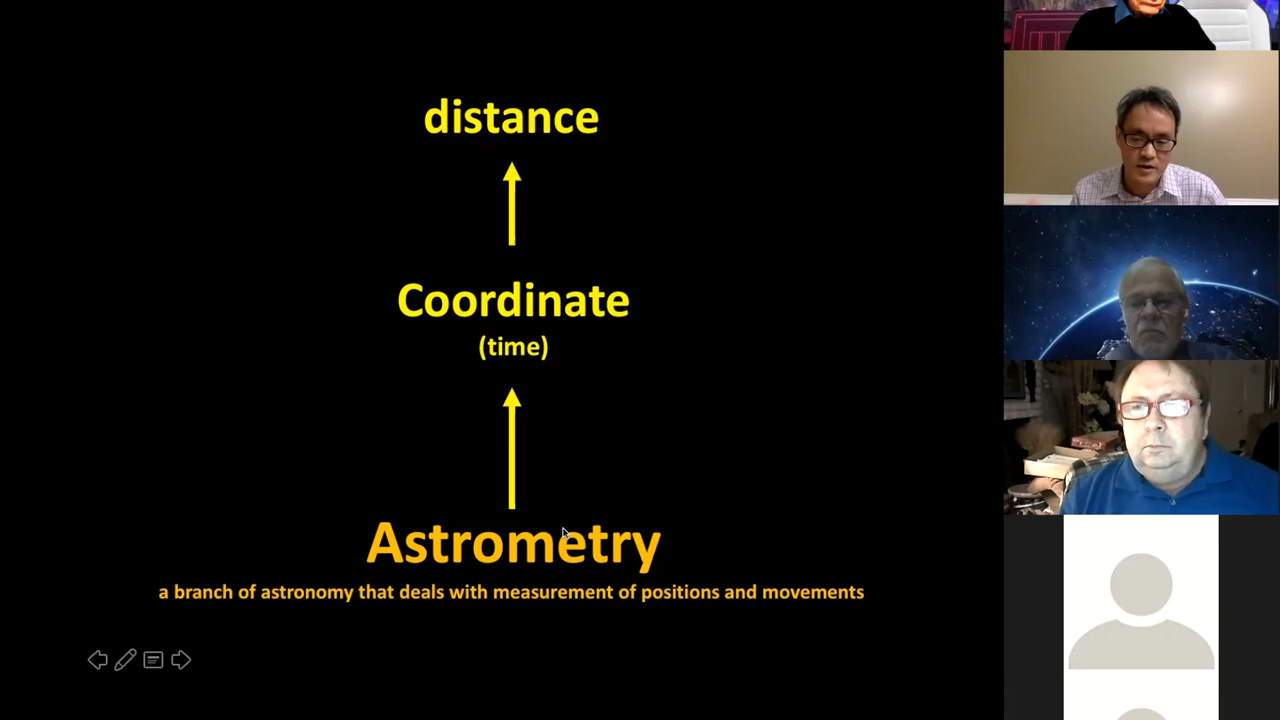 distance
Coordinate
(time)
Astrometry
a branch of astronomy that deals with measurement of positions and movements